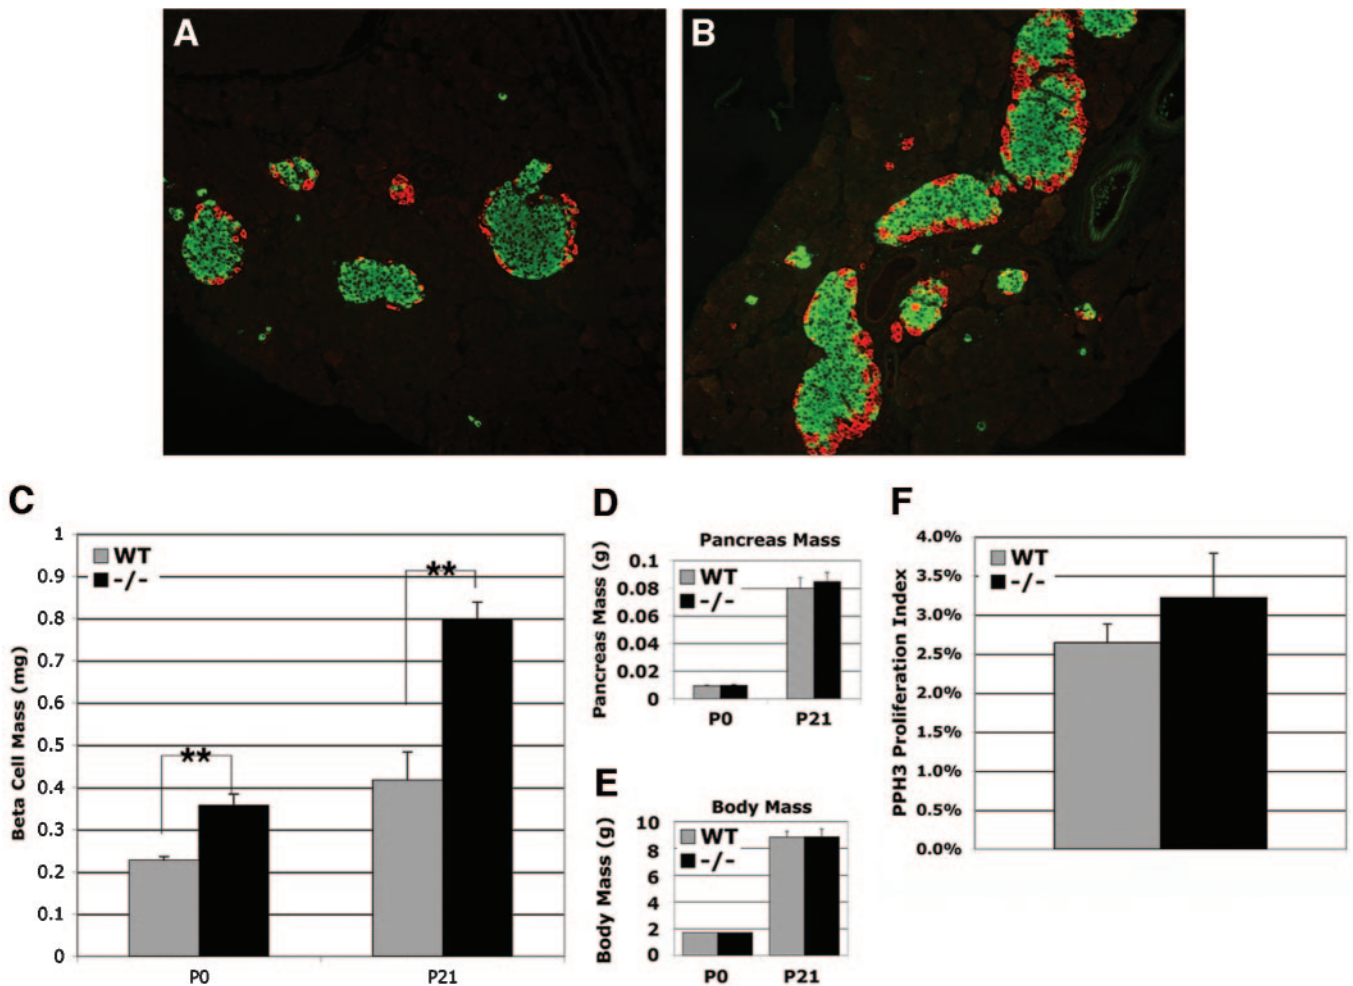 A
B
C
1
0.9
0.8
0.7
0.6
0.5
0.4
0.3
0.2
0.1
0
Beta Cell Mass (mg)
WT
-/-
**
**
P0
P21
D
Pancreas Mass
Pancreas Mass (g)
0.1
0.08
0.06
0.04
0.02
0
WT
-/-
P0
P21
E
Body Mass
Body Mass (g)
10
8
6
4
2
0
WT
-/-
P0
P21
F
PPH3 Proliferation Index
4.0%
3.5%
3.0%
2.5%
2.0%
1.5%
1.0%
0.5%
0.0%
WT
-/-